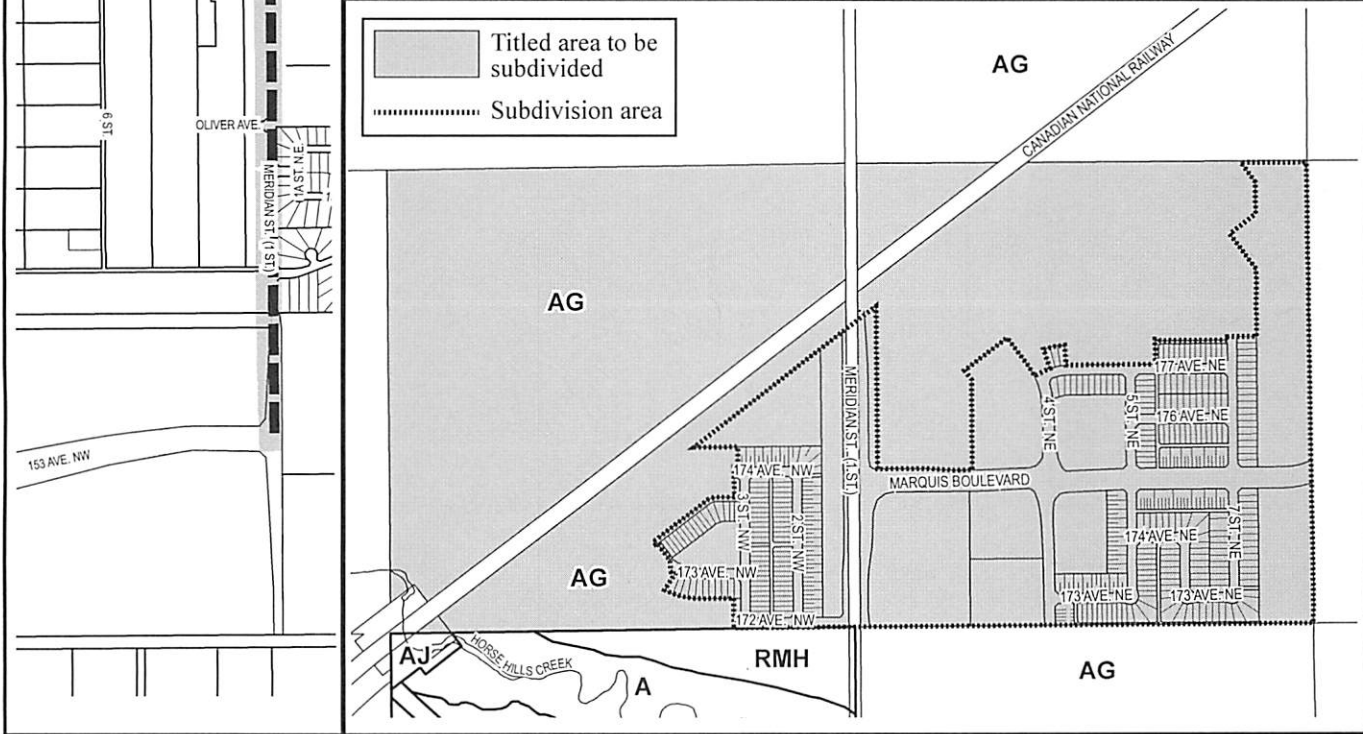 6 ST.
OLIVER AVE.
1A ST. N.E.
MERIDIAN ST. (1 ST)
153 AVE. NW
Titled area to be
subdivided
Subdivision area
AG
CANADIAN NATIONAL RAILWAY
AG
MERIDIAN ST. (1.ST.)
177 AVE. NE
4 ST. NE
5 ST. NE
176 AVE. NE
174 AVE. NW
MARQUIS BOULEVARD
3 ST. NW
2 ST. NW
7 ST. NE
174 AVE. NE
AG
173 AVE. NW
173 AVE. NE
173 AVE. NE
172 AVE. NW
AJ
HORSE HILLS CREEK
A
RMH
AG